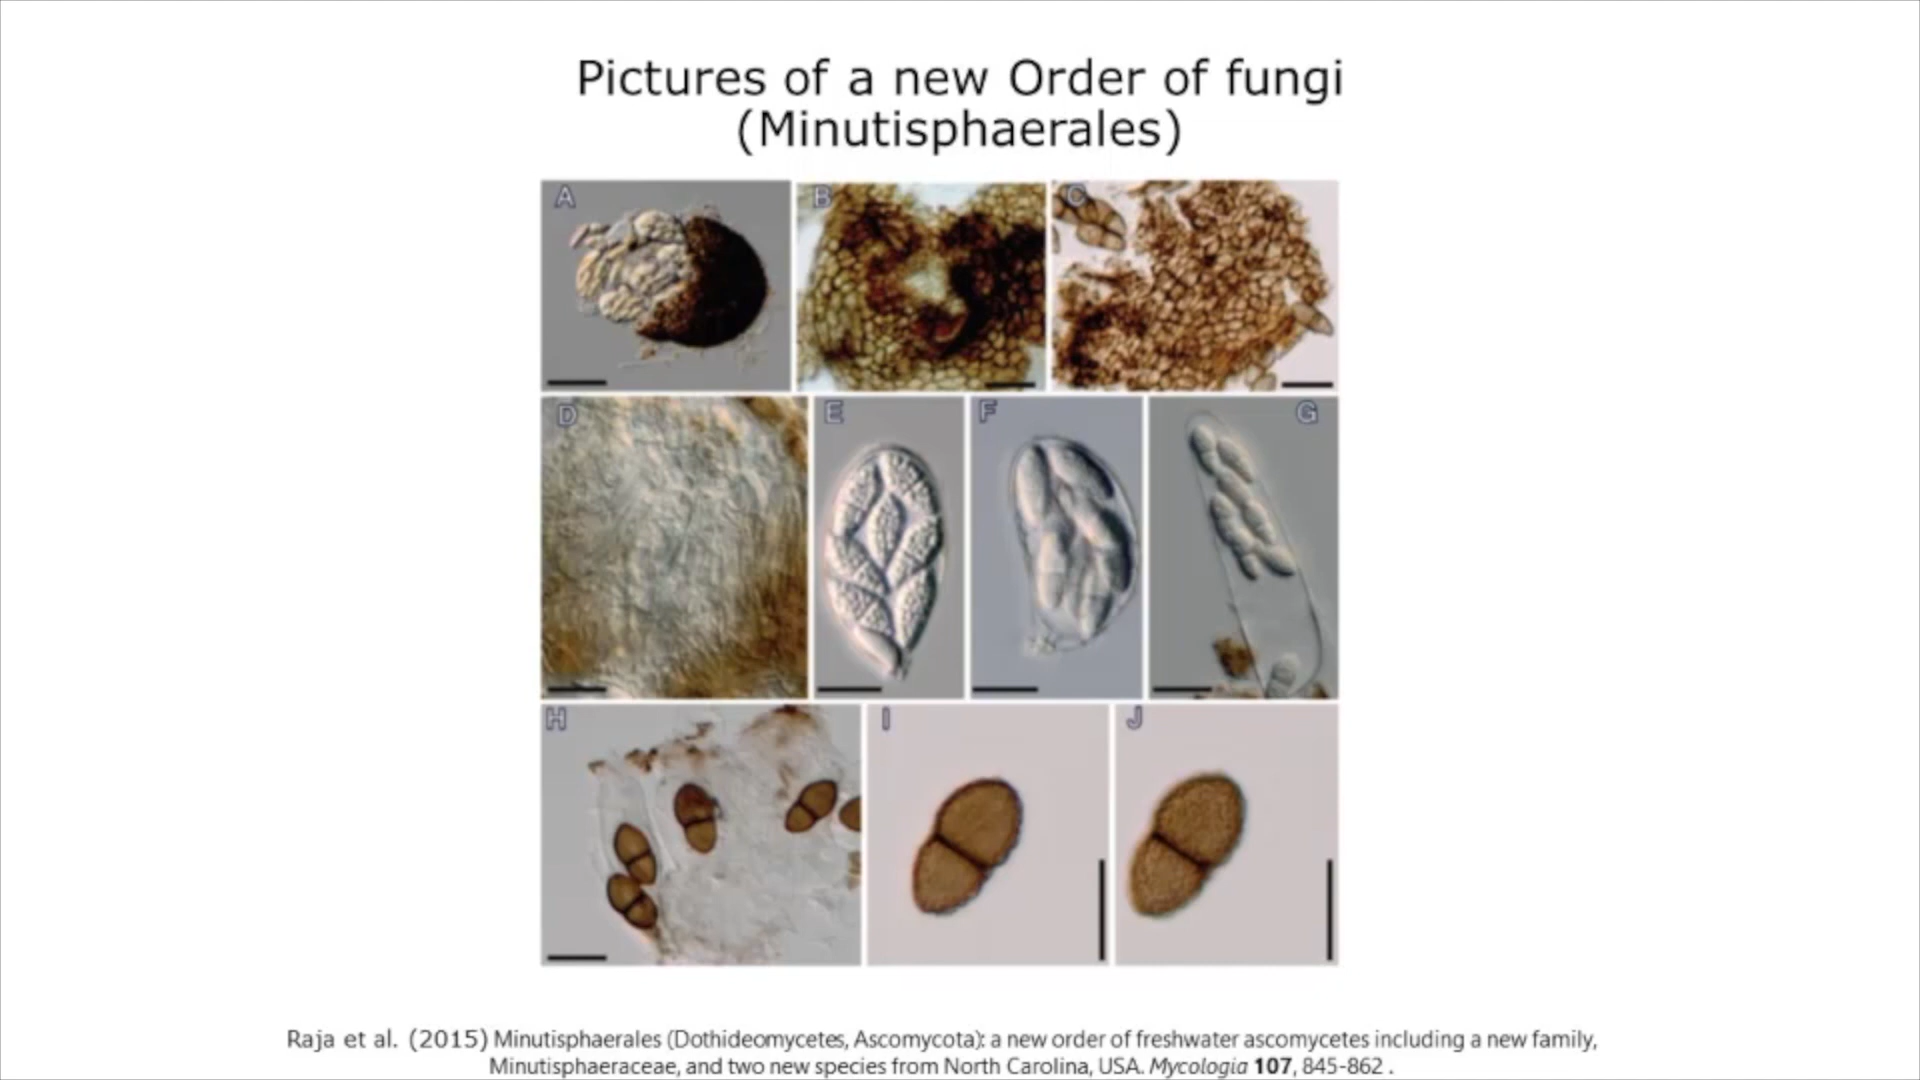 Pictures of a new Order of fungi
(Minutisphaerales)
A
B
C
D
E
F
G
H
I
J
Raja et al. (2015) Minutisphaerales (Dothideomycetes, Ascomycota): a new order of freshwater ascomycetes including a new family,
Minutisphaeraceae, and two new species from North Carolina, USA. Mycologia 107, 845-862 .